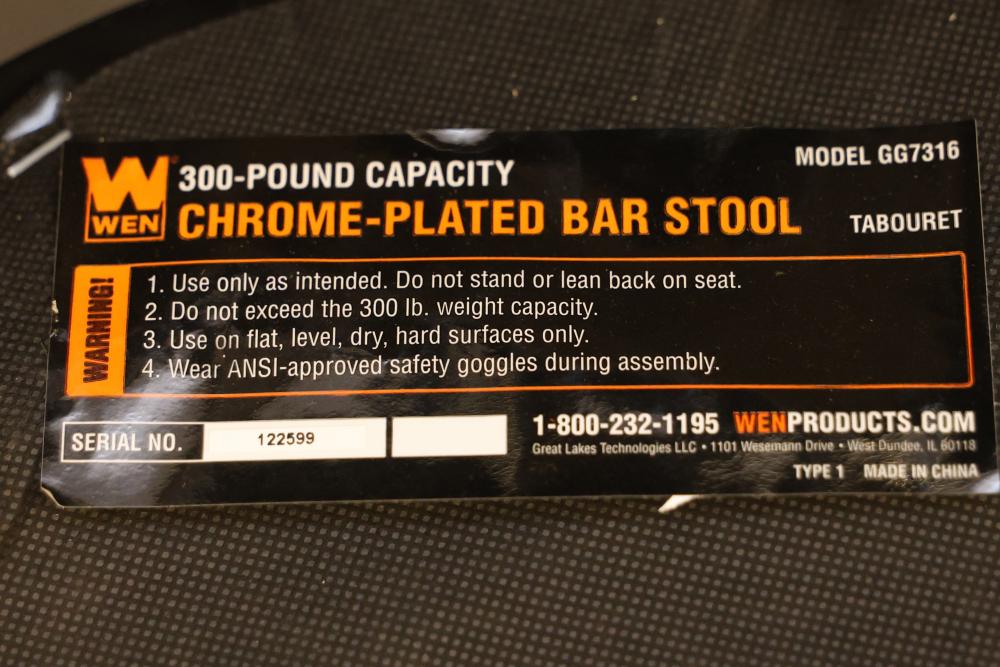 WEN
300-POUND CAPACITY
MODEL GG7316
CHROME-PLATED BAR STOOL
TABOURET
WARNING!
1. Use only as intended. Do not stand or lean back on seat.
2. Do not exceed the 300 lb. weight capacity.
3. Use on flat, level, dry, hard surfaces only.
4. Wear ANSI-approved safety goggles during assembly.
SERIAL NO. 122599
1-800-232-1195 WENPRODUCTS.COM
Great Lakes Technologies LLC • 1101 Wesemann Drive • West Dundee, IL 60118
TYPE 1 MADE IN CHINA